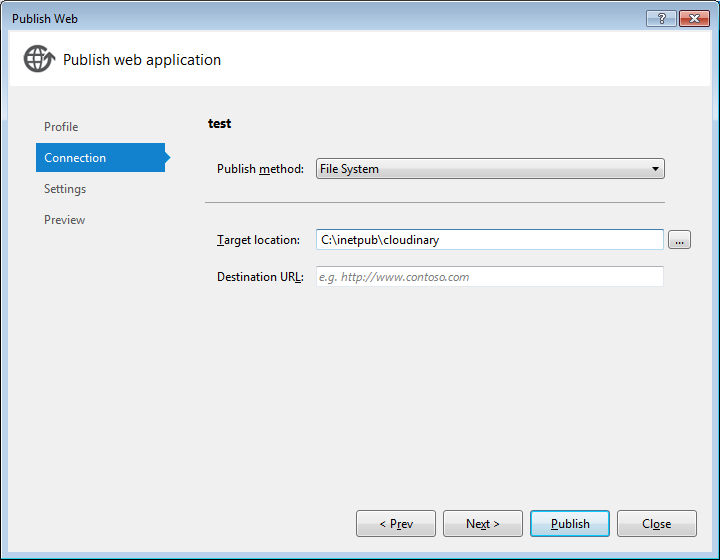 Publish Web
?
Publish web application
Profile
Connection
Settings
Preview
test
Publish method: File System
Target location: C:\inetpub\cloudinary ...
Destination URL: e.g. http://www.contoso.com
< Prev Next > Publish Close